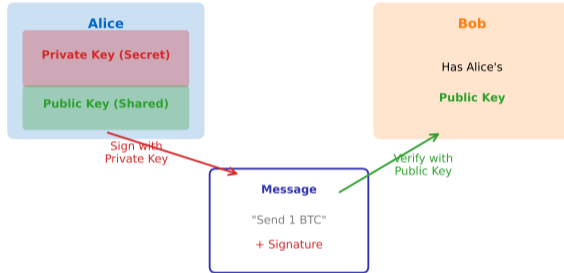 Alice
Private Key (Secret)
Public Key (Shared)
Bob
Has Alice's
Public Key
Sign with
Private Key
Verify with
Public Key
Message
"Send 1 BTC"
+ Signature